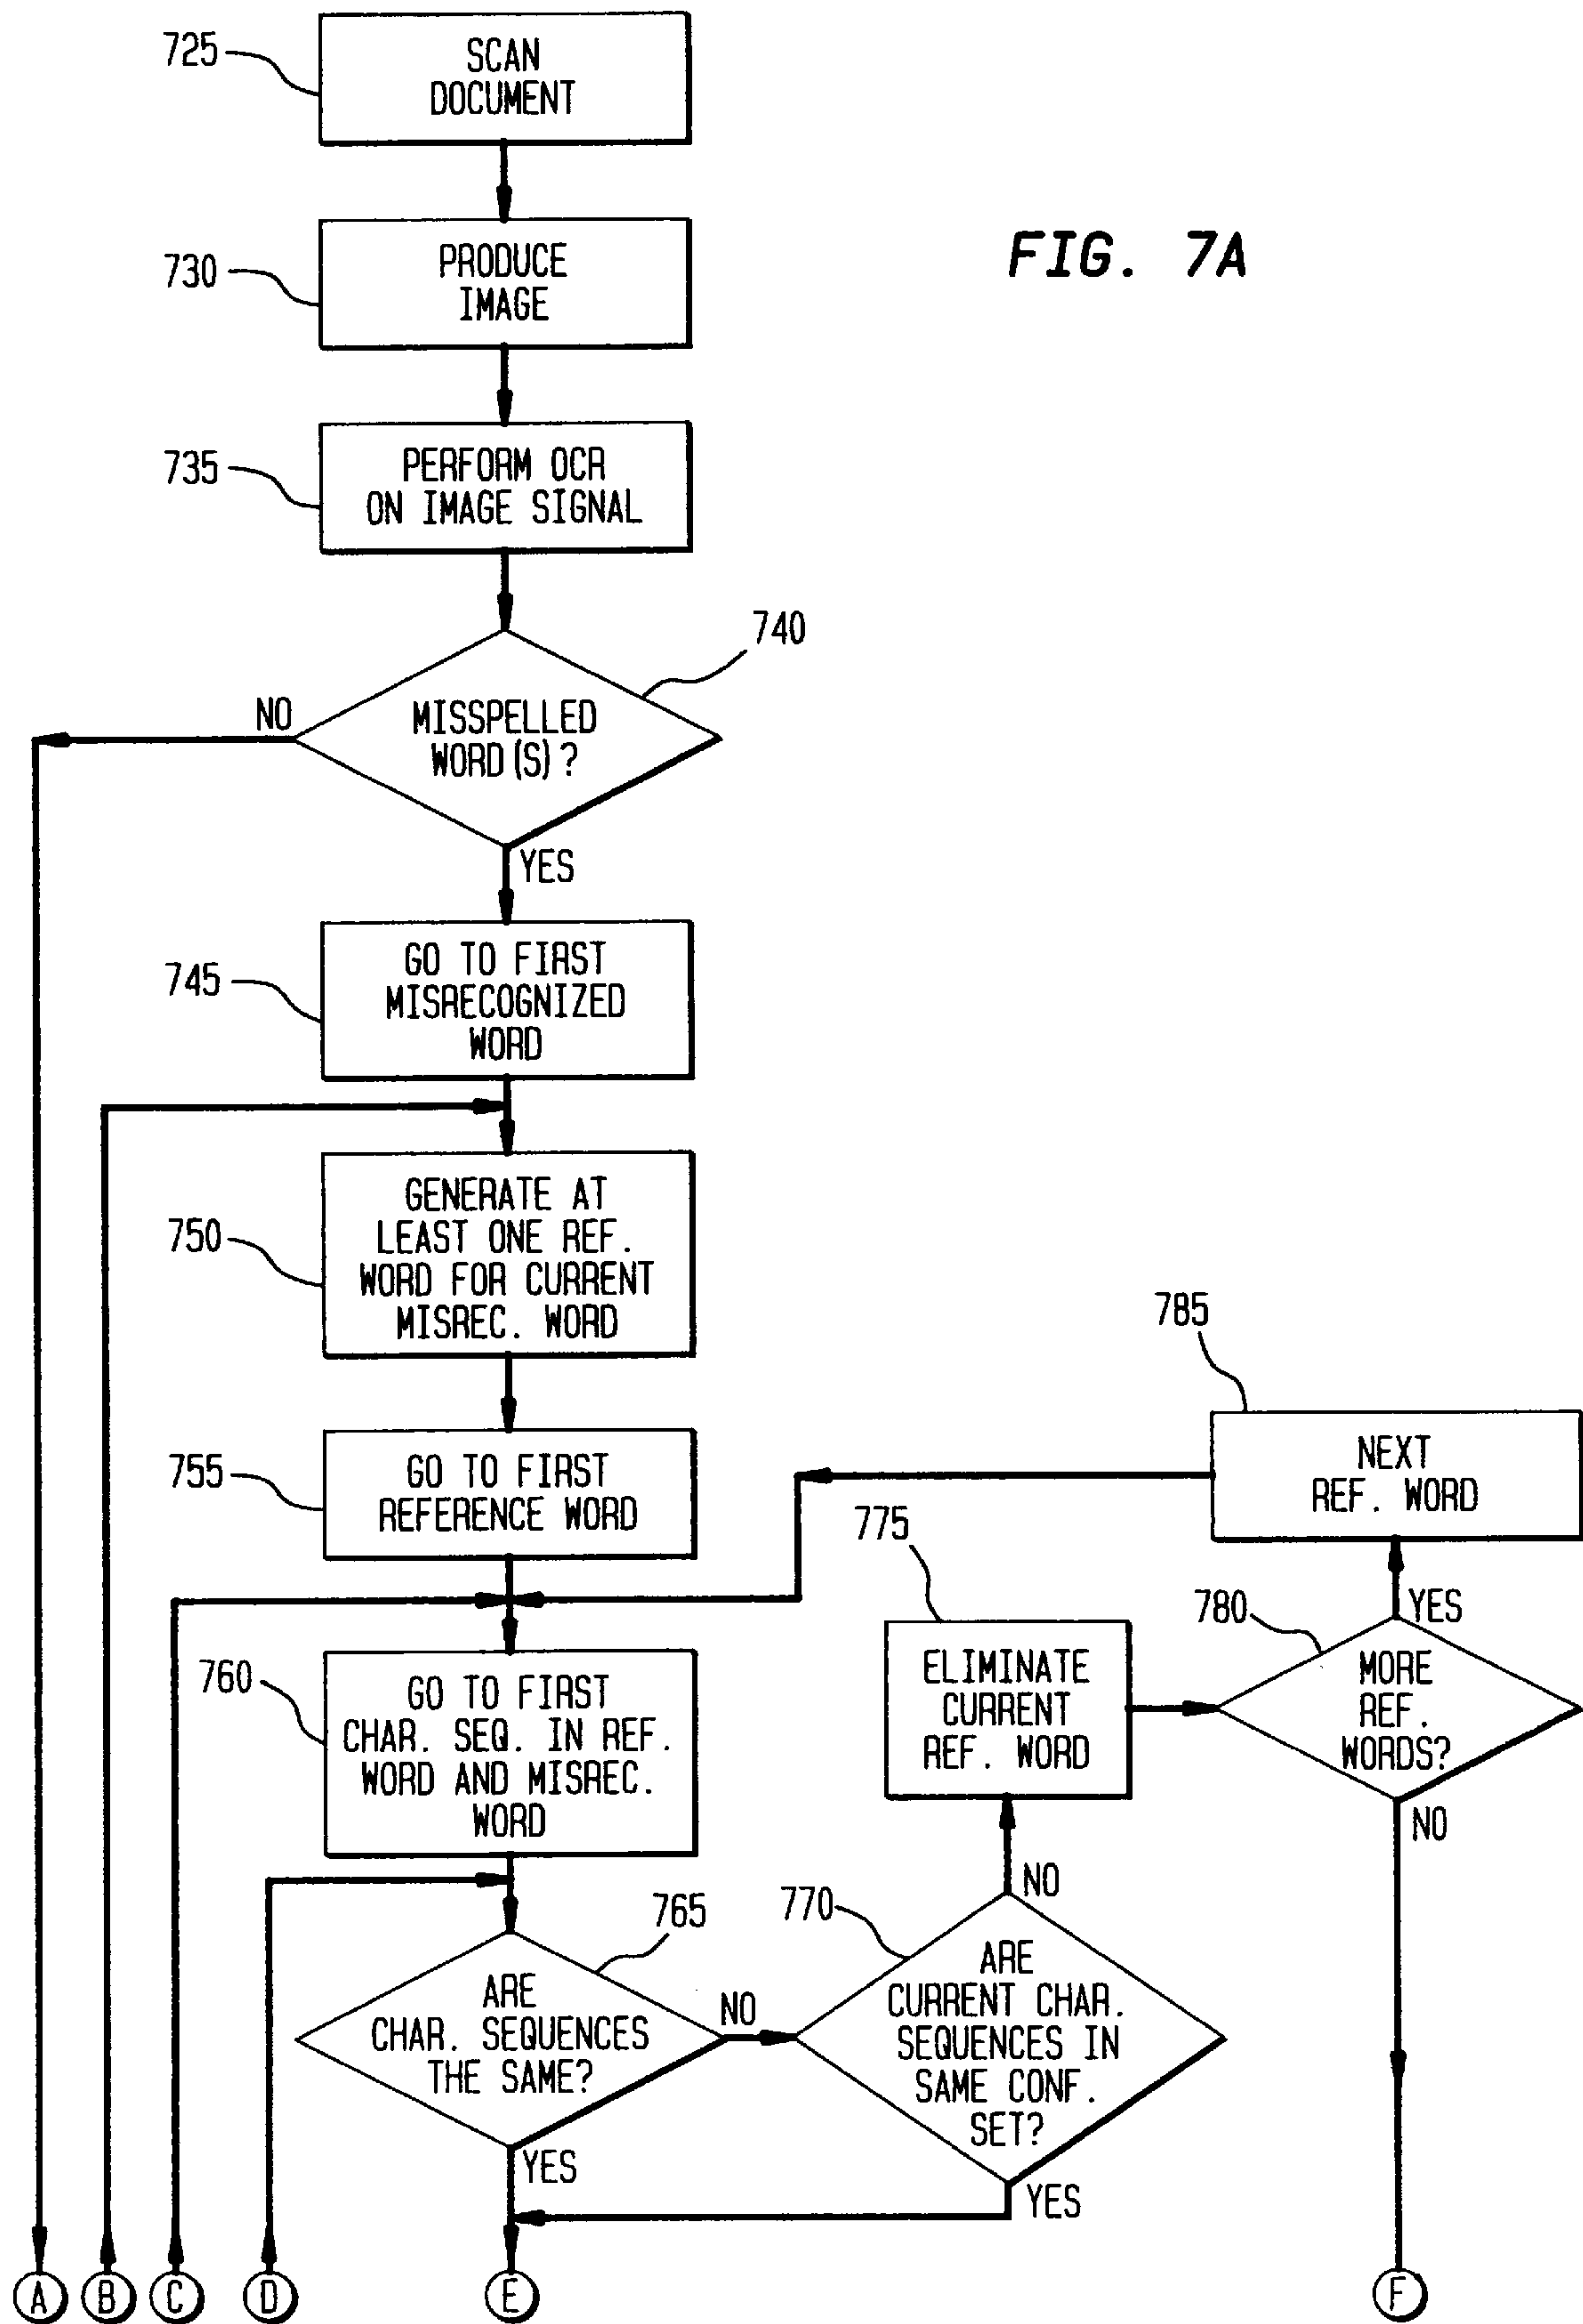 725
SCAN
DOCUMENT
730
PRODUCE
IMAGE
FIG. 7A
735
PERFORM OCR
ON IMAGE SIGNAL
740
NO
MISSPELLED
WORD(S)?
YES
745
GO TO FIRST
MISRECOGNIZED
WORD
750
GENERATE AT
LEAST ONE REF.
WORD FOR CURRENT
MISREC. WORD
755
GO TO FIRST
REFERENCE WORD
785
NEXT
REF. WORD
775
ELIMINATE
CURRENT
REF. WORD
780
YES
MORE
REF.
WORDS?
NO
760
GO TO FIRST
CHAR. SEQ. IN REF.
WORD AND MISREC.
WORD
765
ARE
CHAR. SEQUENCES
THE SAME?
NO
YES
770
NO
ARE
CURRENT CHAR.
SEQUENCES IN
SAME CONF.
SET?
YES
A
B
C
D
E
F